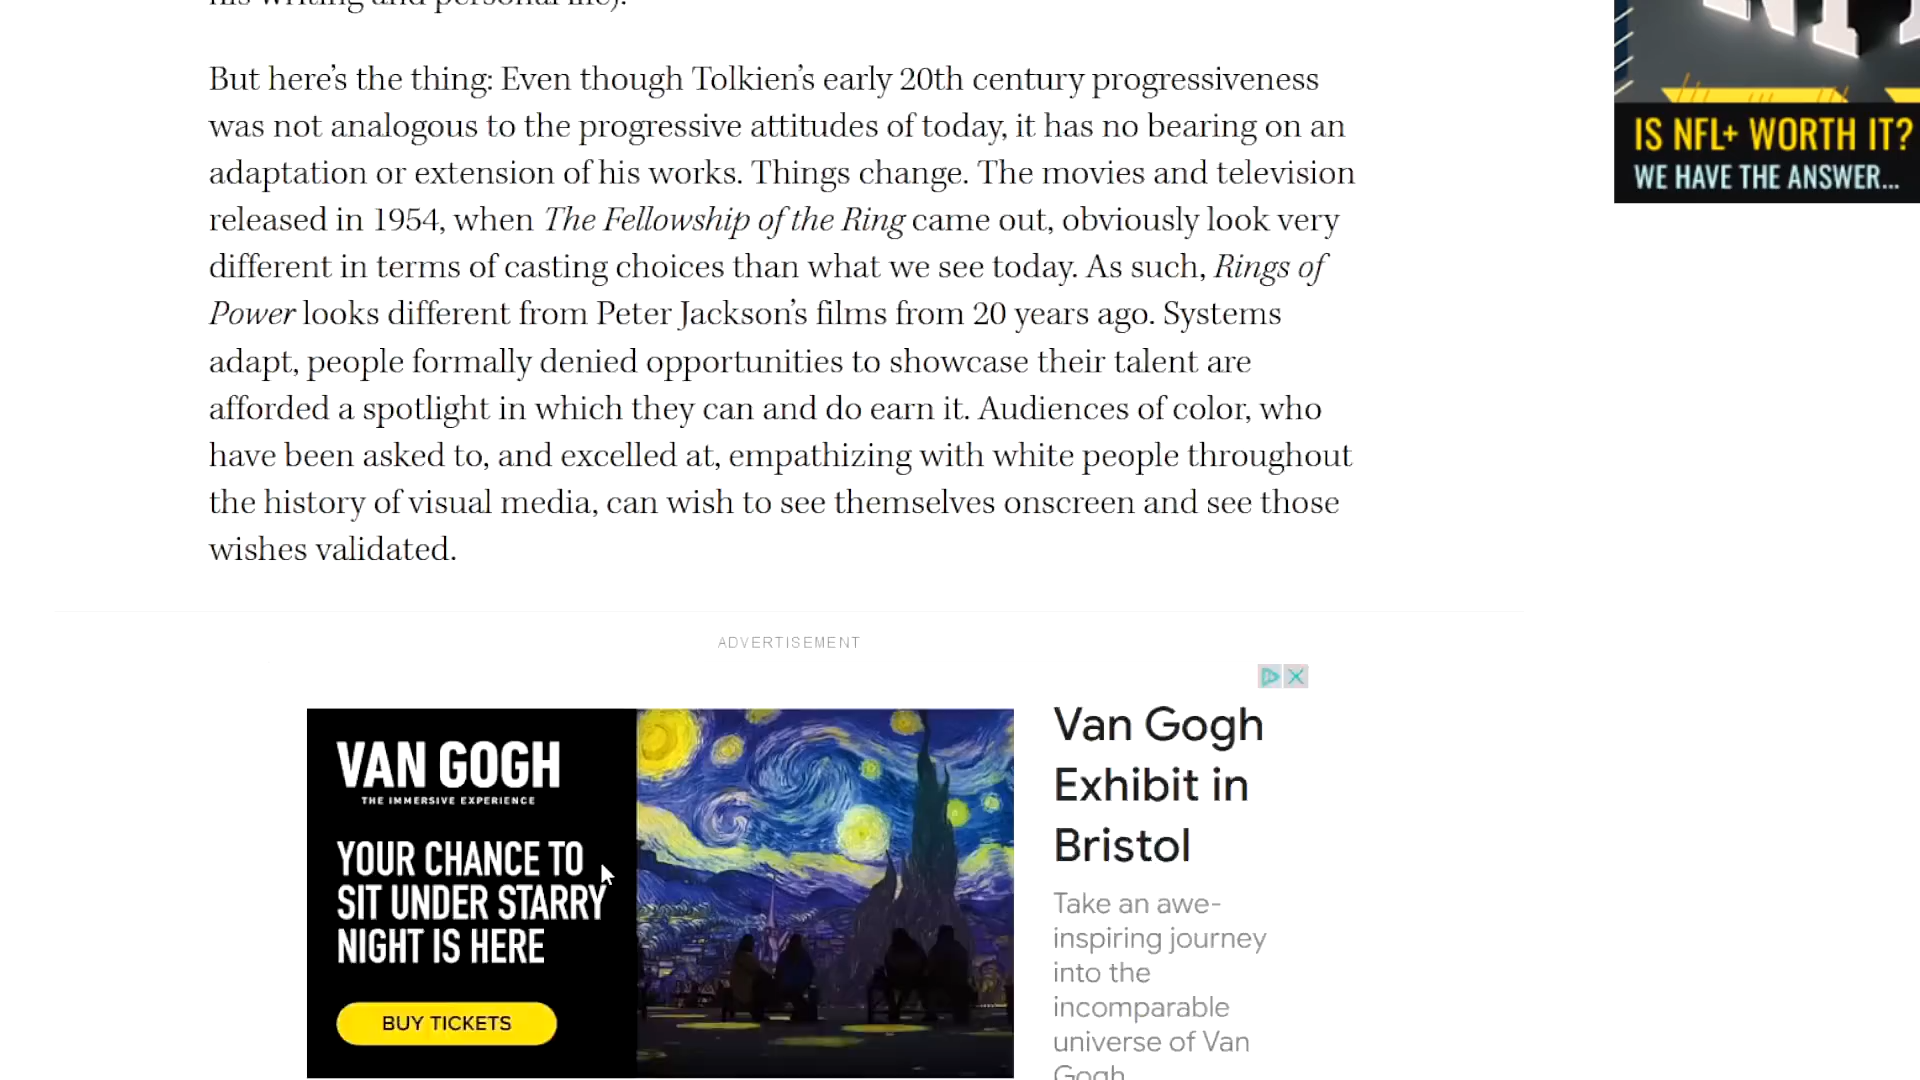 his writing and personal life).
But here’s the thing: Even though Tolkien’s early 20th century progressiveness
was not analogous to the progressive attitudes of today, it has no bearing on an
adaptation or extension of his works. Things change. The movies and television
released in 1954, when The Fellowship of the Ring came out, obviously look very
different in terms of casting choices than what we see today. As such, Rings of
Power looks different from Peter Jackson’s films from 20 years ago. Systems
adapt, people formally denied opportunities to showcase their talent are
afforded a spotlight in which they can and do earn it. Audiences of color, who
have been asked to, and excelled at, empathizing with white people throughout
the history of visual media, can wish to see themselves onscreen and see those
wishes validated.
IS NFL+ WORTH IT?
WE HAVE THE ANSWER...
ADVERTISEMENT
VAN GOGH
THE IMMERSIVE EXPERIENCE
YOUR CHANCE TO
SIT UNDER STARRY
NIGHT IS HERE
BUY TICKETS
Van Gogh
Exhibit in
Bristol
Take an awe-
inspiring journey
into the
incomparable
universe of Van
Gogh